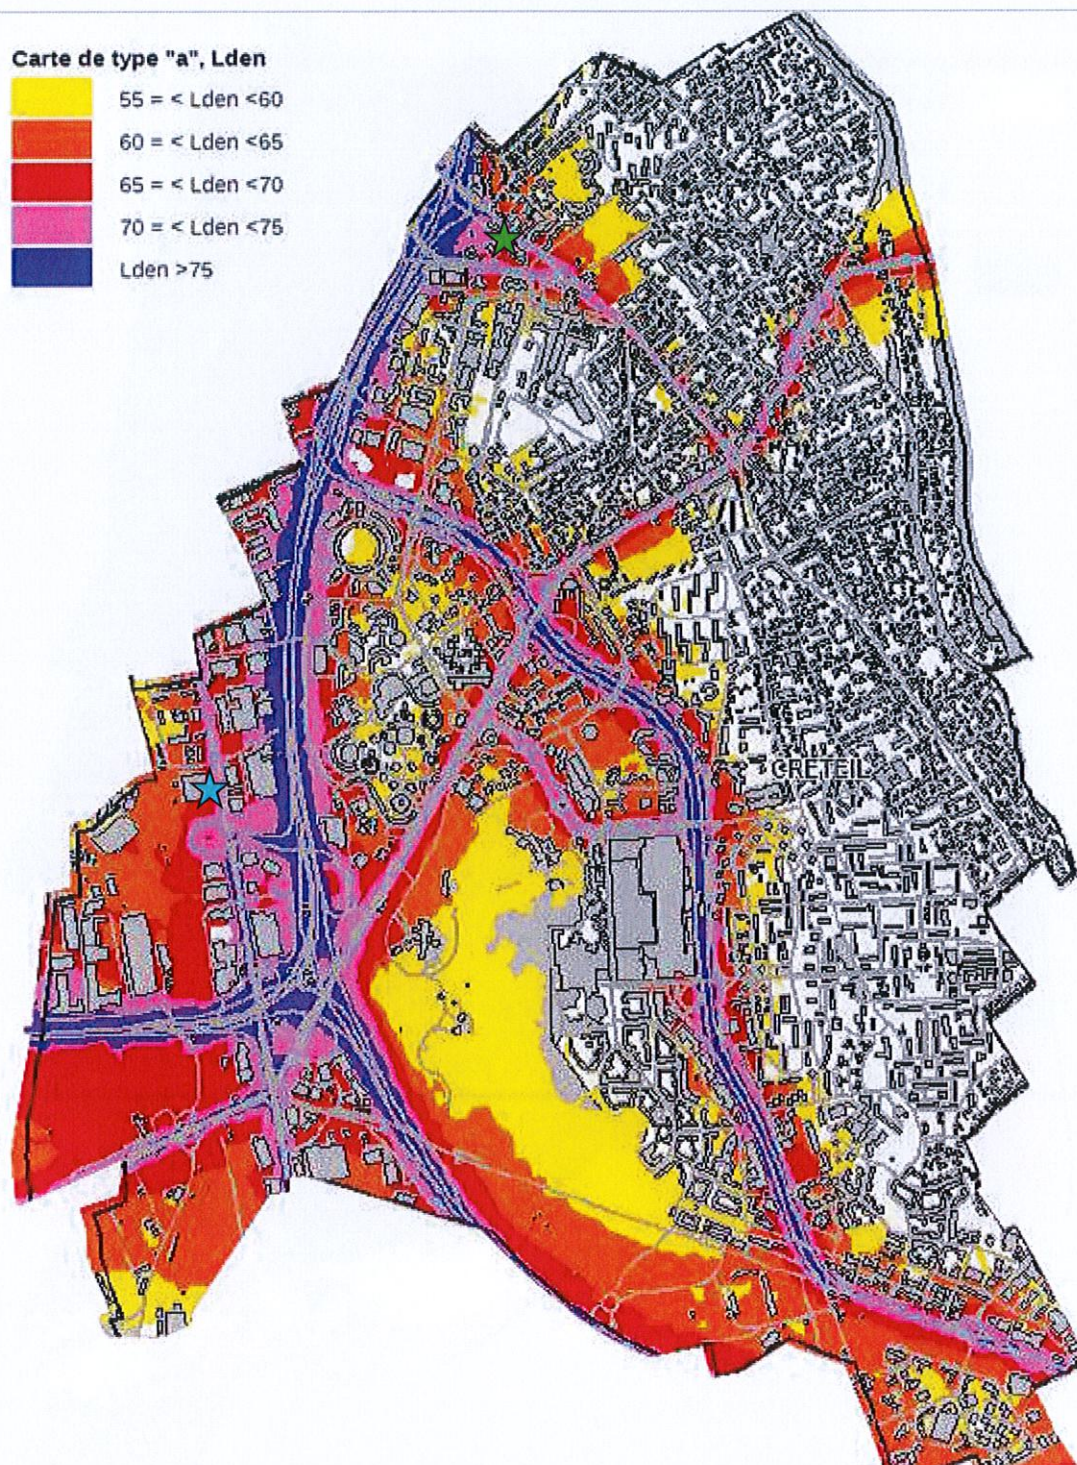 Carte de type "a", Lden
55 = < Lden <60
60 = < Lden <65
65 = < Lden <70
70 = < Lden <75
Lden >75
CRETEIL